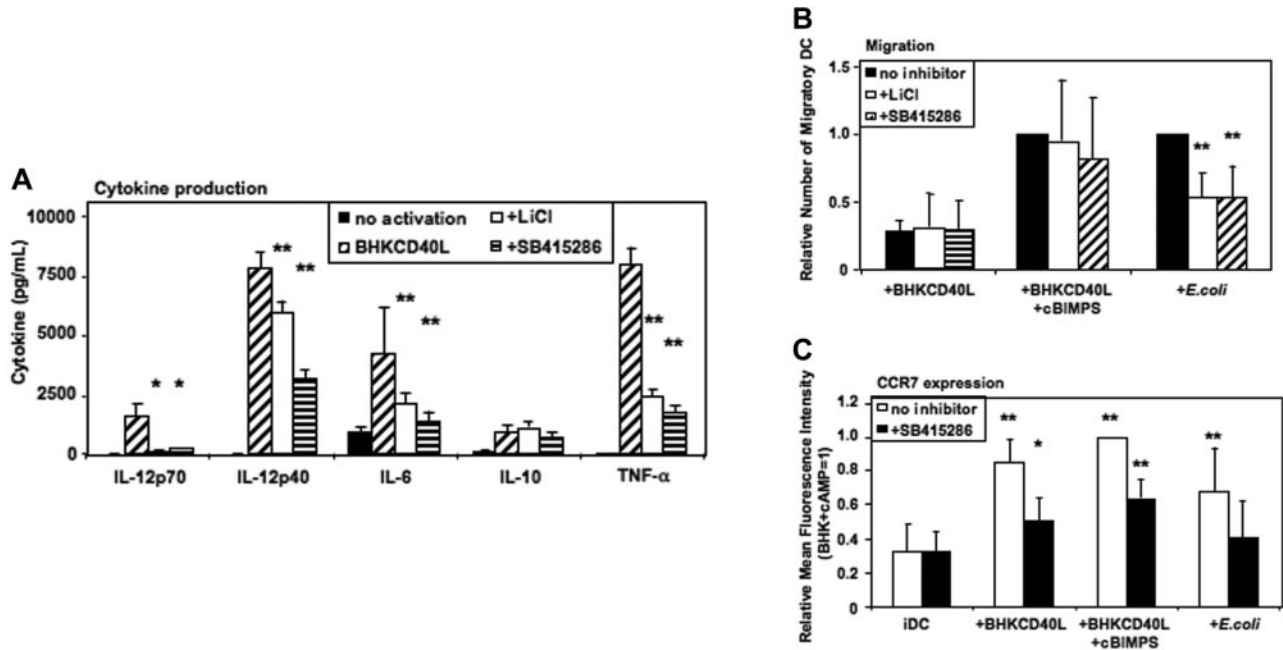 A
Cytokine production
no activation
+LiCl
BHKCD40L
+SB415286
Cytokine (pg/mL)
10000
7500
5000
2500
0
* *
** **
** **
** **
IL-12p70 IL-12p40 IL-6 IL-10 TNF-α
B
Migration
no inhibitor
+LiCl
+SB415286
Relative Number of Migratory DC
1.5
1.0
0.5
0
** **
+BHKCD40L +BHKCD40L +E.coli
+cBIMPS
C
CCR7 expression
no inhibitor
+SB415286
Relative Mean Fluorescence Intensity
(BHK+cAMP=1)
1.2
1.0
0.8
0.6
0.4
0.2
0
** * ** **
iDC +BHKCD40L +BHKCD40L +E.coli
+cBIMPS